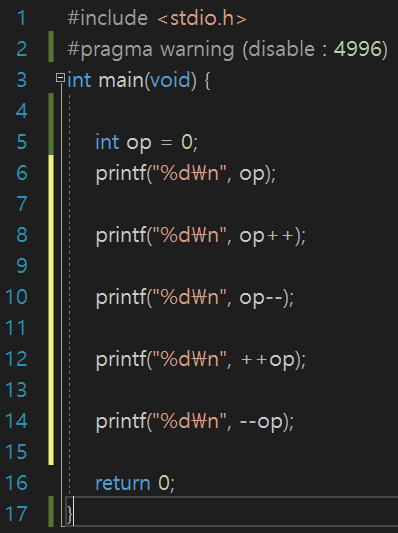 1 #include <stdio.h>
2 #pragma warning (disable : 4996)
3 int main(void) {
4
5 int op = 0;
6 printf("%d₩n", op);
7
8 printf("%d₩n", op++);
9
10 printf("%d₩n", op--);
11
12 printf("%d₩n", ++op);
13
14 printf("%d₩n", --op);
15
16 return 0;
17 }